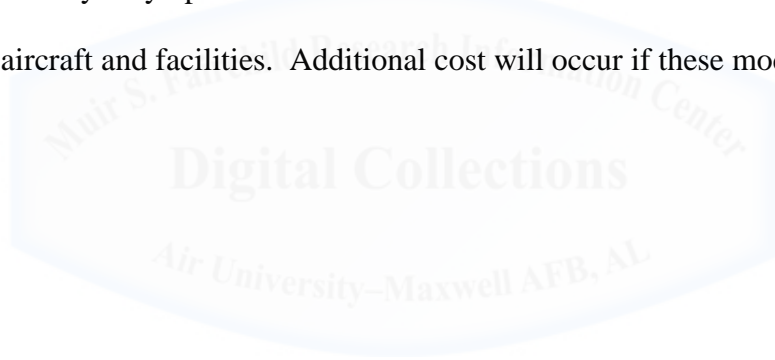 aircraft and facilities. Additional cost will occur if these
Muir S. Fairchild Research Information Center
Digital Collections
Air University–Maxwell AFB, AL